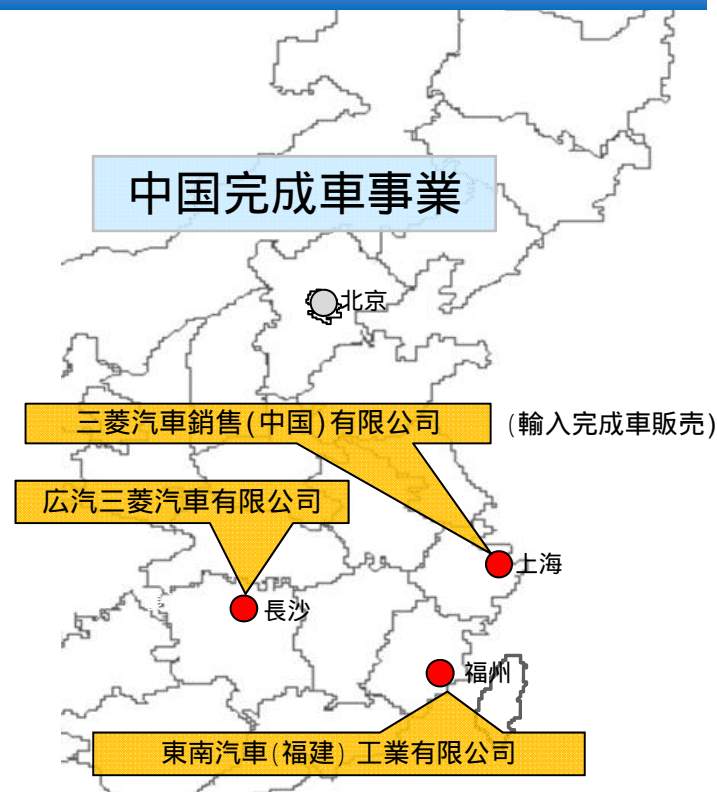 中国完成車事業
北京
三菱汽車銷售(中国)有限公司
(輸入完成車販売)
広汽三菱汽車有限公司
上海
長沙
福州
東南汽車(福建)工業有限公司